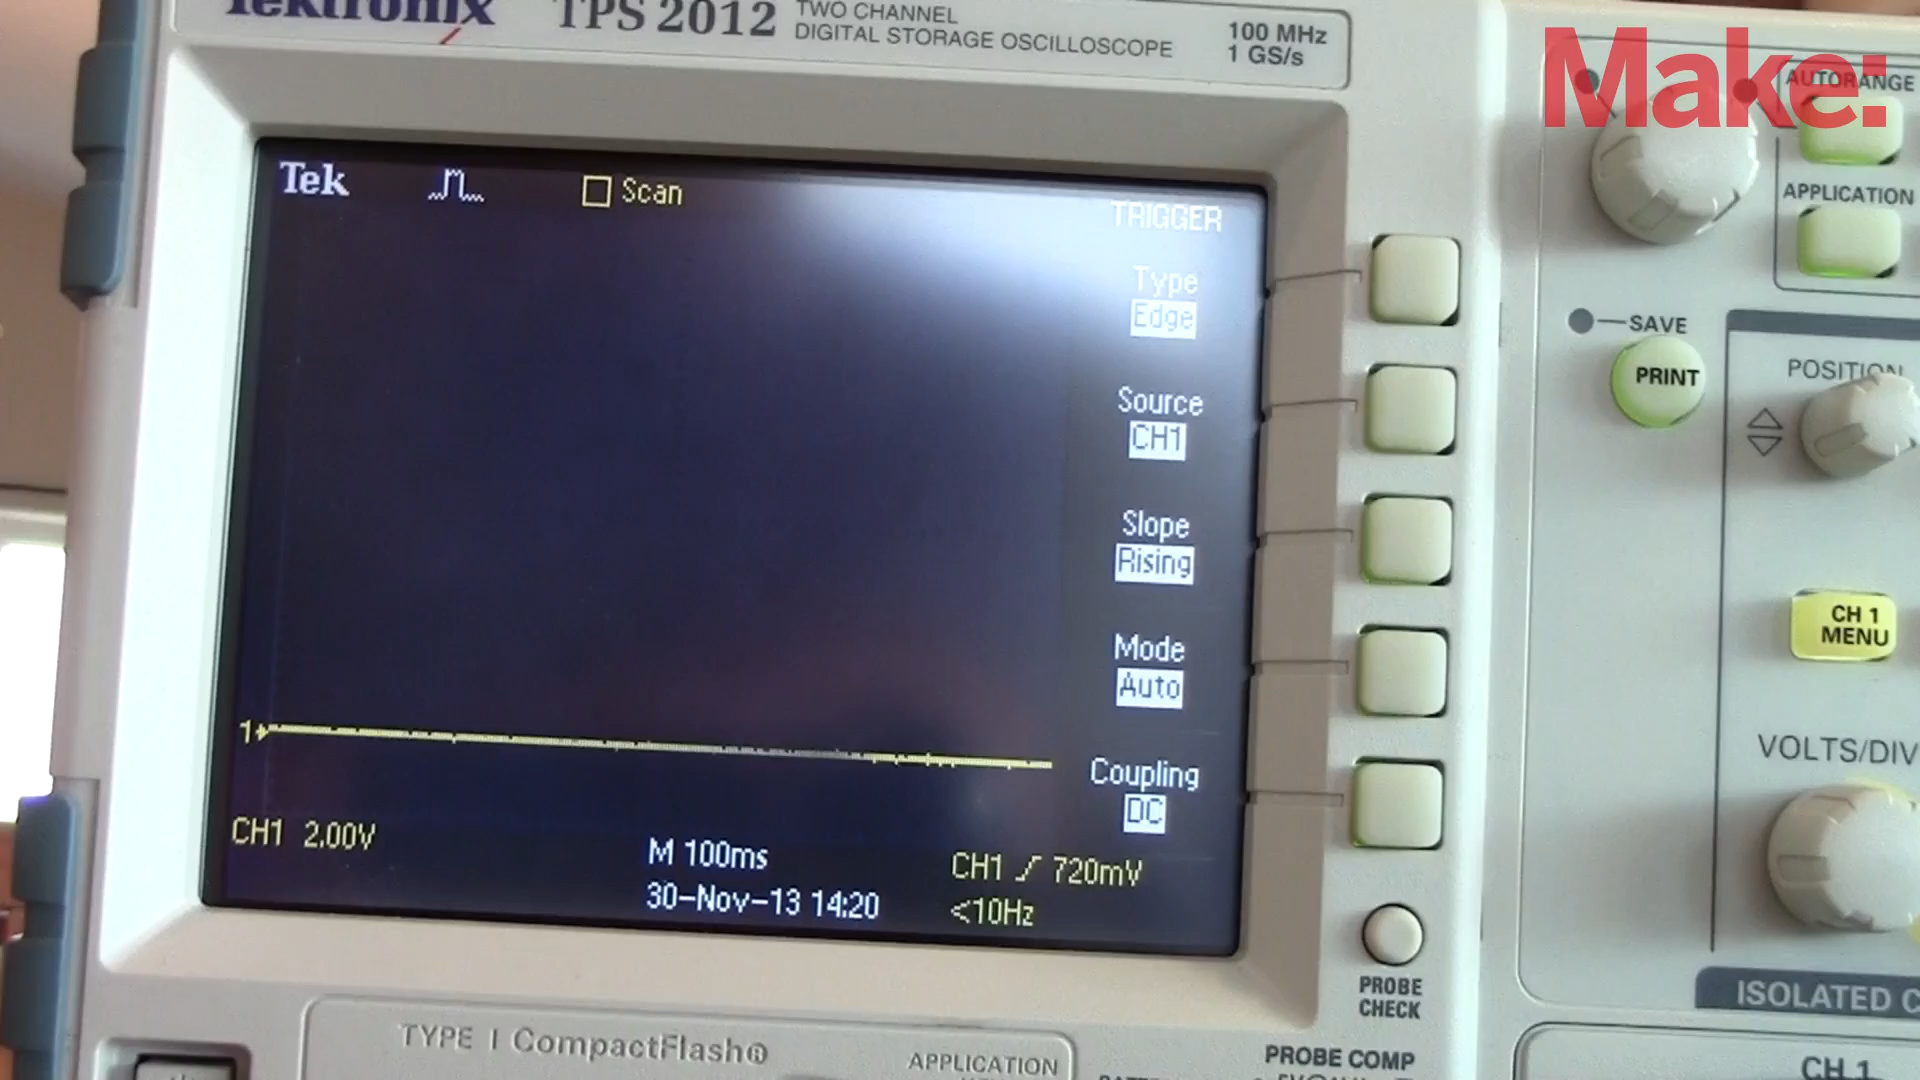 Tektronix TPS 2012 TWO CHANNEL
DIGITAL STORAGE OSCILLOSCOPE
100 MHz
1 GS/s
Make:
AUTORANGE
APPLICATION
SAVE
PRINT
POSITION
CH 1
MENU
VOLTS/DIV
ISOLATED
CH 1
Tek
Scan
TRIGGER
Type
Edge
Source
CH1
Slope
Rising
Mode
Auto
Coupling
DC
1
CH1 2.00V
M 100ms
CH1 720mV
30-Nov-13 14:20
<10Hz
PROBE
CHECK
TYPE I CompactFlash®
APPLICATION
PROBE COMP